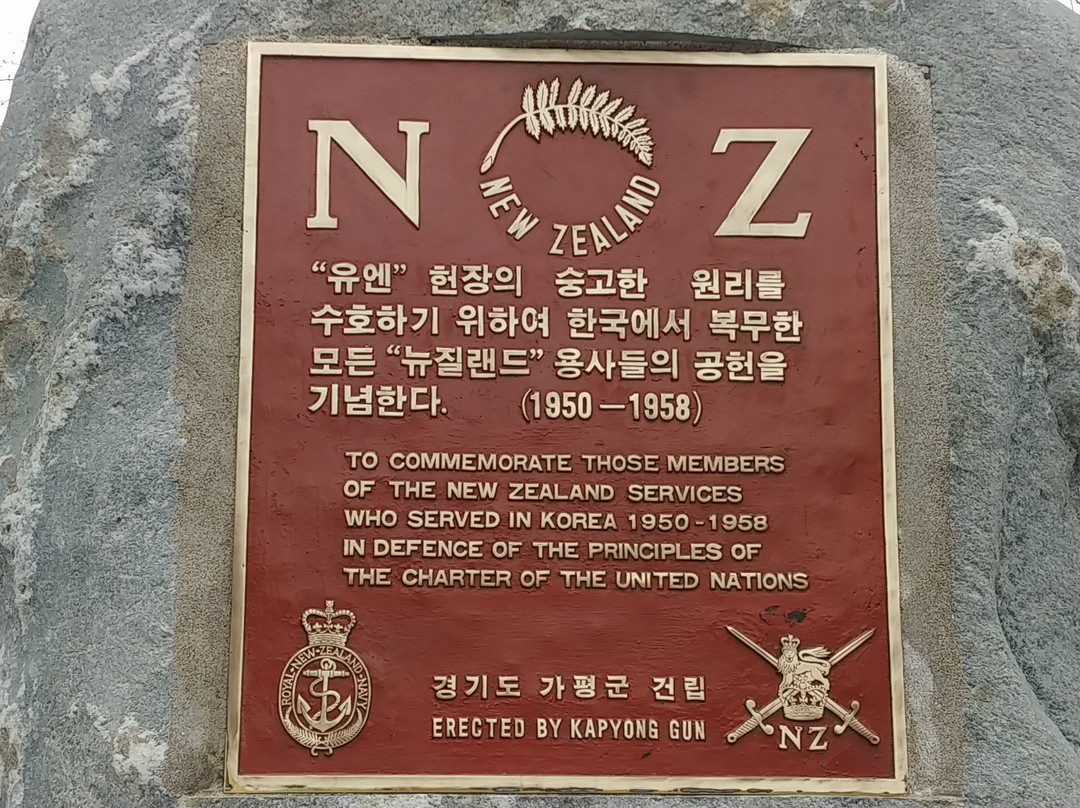 N Z
NEW ZEALAND
“유엔” 헌장의 숭고한 원리를
수호하기 위하여 한국에서 복무한
모든 “뉴질랜드” 용사들의 공헌을
기념한다. (1950-1958)
TO COMMEMORATE THOSE MEMBERS
OF THE NEW ZEALAND SERVICES
WHO SERVED IN KOREA 1950-1958
IN DEFENCE OF THE PRINCIPLES OF
THE CHARTER OF THE UNITED NATIONS
ROYAL·NEW·ZEALAND·NAVY
경기도 가평군 건립
ERECTED BY KAPYONG GUN
NZ